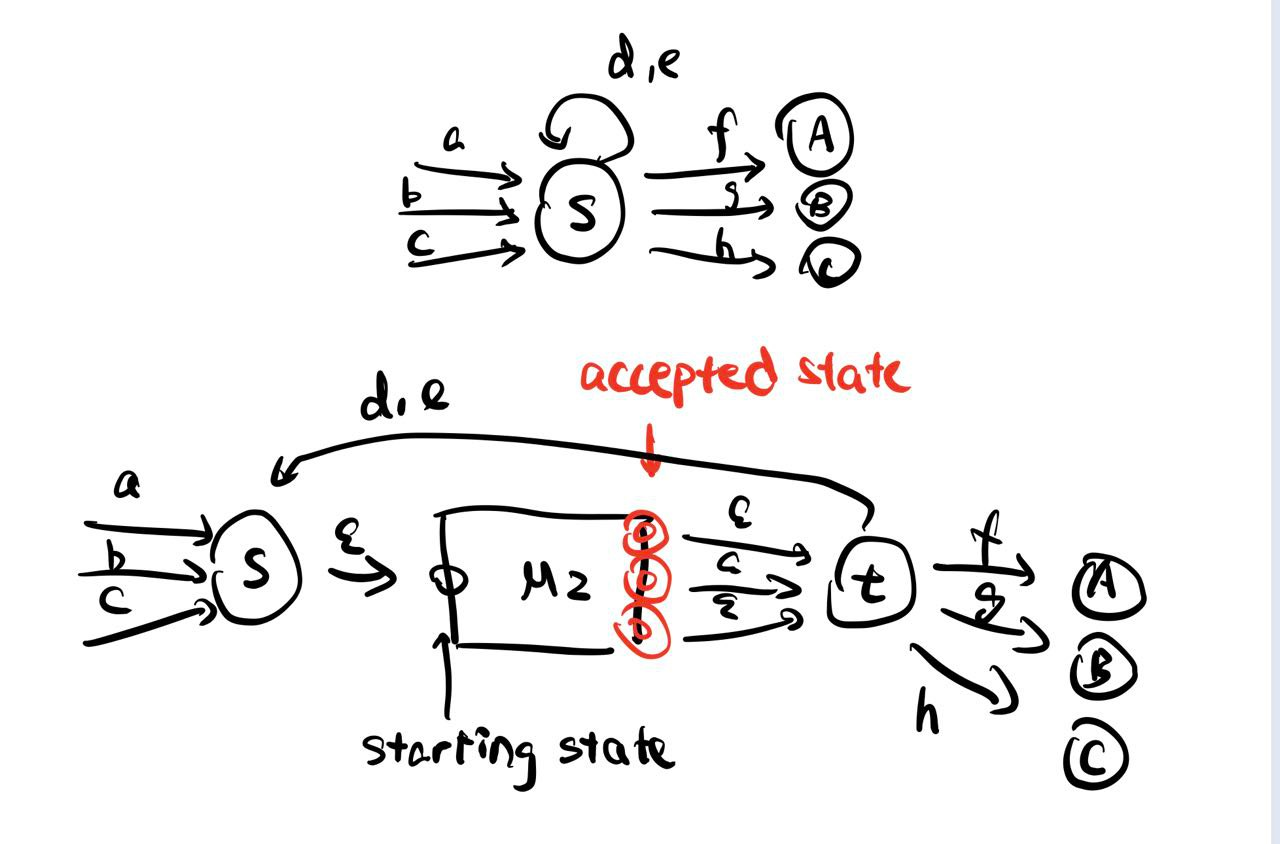 d, e
a
f
A
b
S
g
B
c
h
C
accepted state
d, e
a
ε
f
b
S
ε
M2
t
A
c
ε
g
B
h
starting state
C